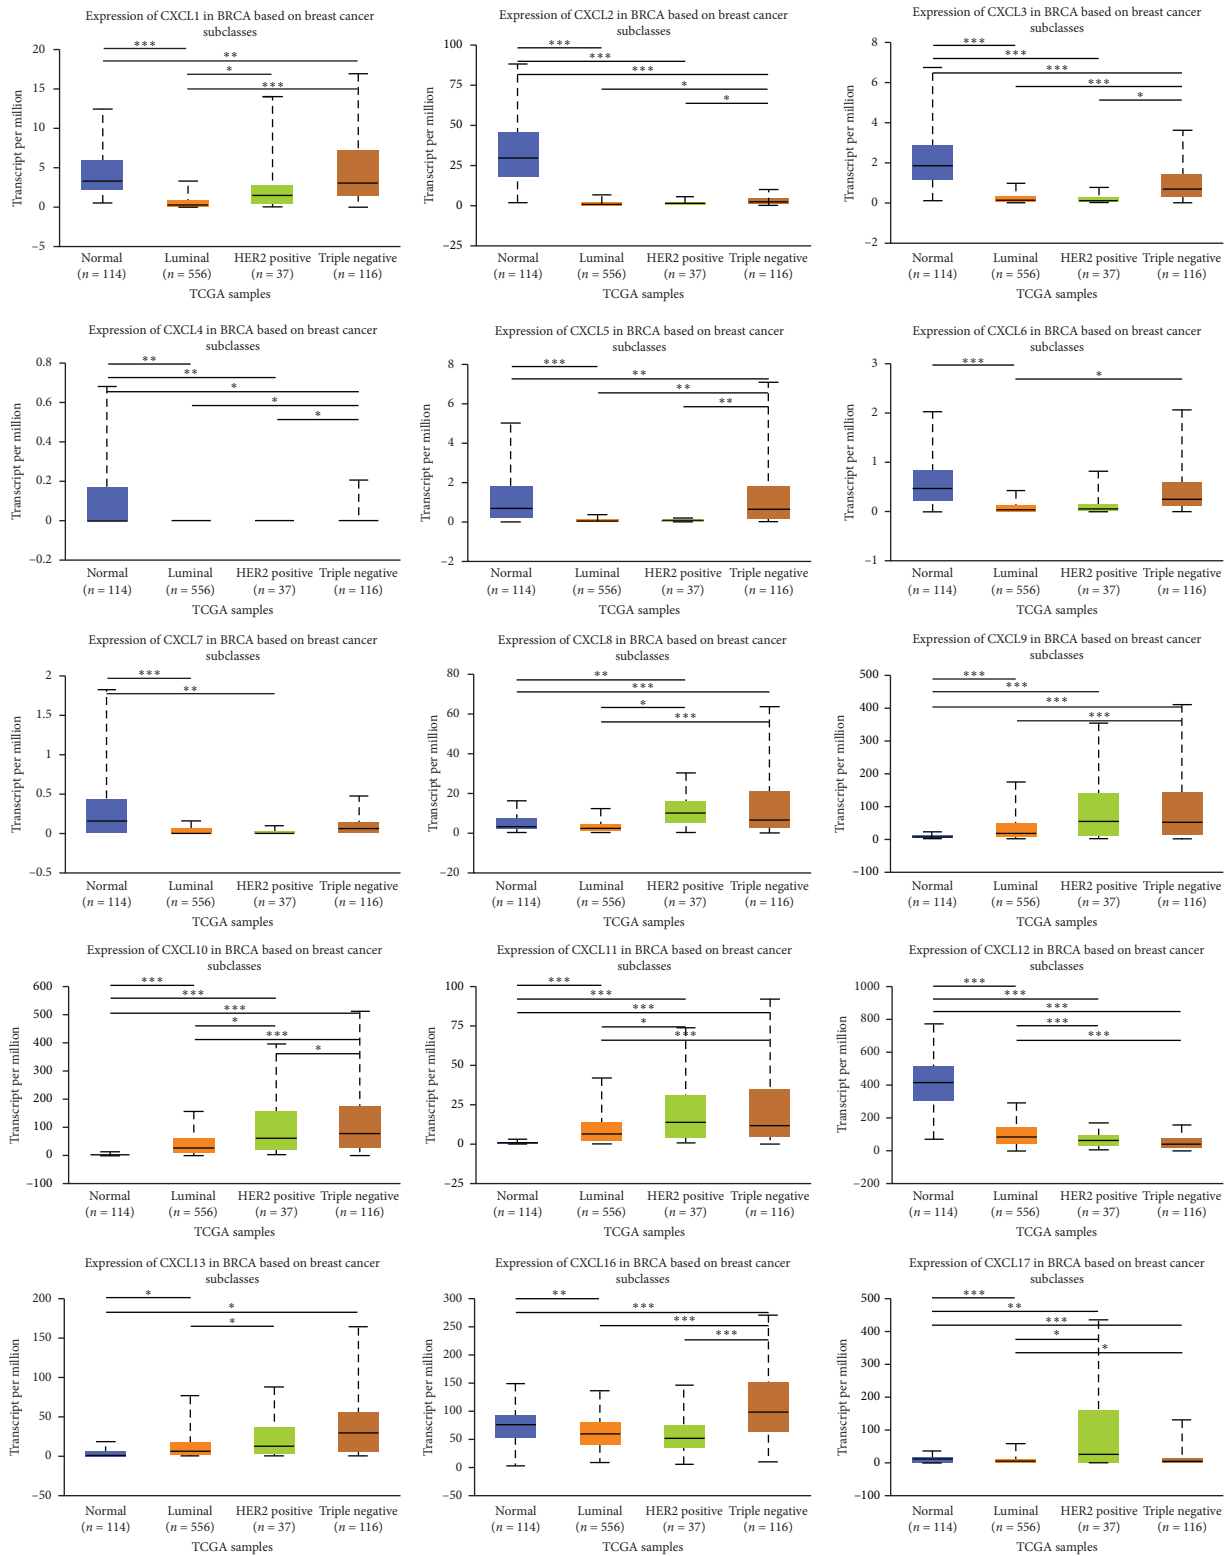 Expression of CXCL1 in BRCA based on breast cancer
subclasses
Transcript per million
20
15
10
5
0
−5
***
**
*
***
Normal
(n = 114)
Luminal
(n = 556)
HER2 positive
(n = 37)
Triple negative
(n = 116)
TCGA samples
Expression of CXCL2 in BRCA based on breast cancer
subclasses
Transcript per million
100
75
50
25
0
−25
***
***
***
*
*
Normal
(n = 114)
Luminal
(n = 556)
HER2 positive
(n = 37)
Triple negative
(n = 116)
TCGA samples
Expression of CXCL3 in BRCA based on breast cancer
subclasses
Transcript per million
8
6
4
2
0
−2
***
***
***
***
*
Normal
(n = 114)
Luminal
(n = 556)
HER2 positive
(n = 37)
Triple negative
(n = 116)
TCGA samples
Expression of CXCL4 in BRCA based on breast cancer
subclasses
Transcript per million
0.8
0.6
0.4
0.2
0
−0.2
**
**
*
*
*
Normal
(n = 114)
Luminal
(n = 556)
HER2 positive
(n = 37)
Triple negative
(n = 116)
TCGA samples
Expression of CXCL5 in BRCA based on breast cancer
subclasses
Transcript per million
8
6
4
2
0
−2
***
**
**
**
Normal
(n = 114)
Luminal
(n = 556)
HER2 positive
(n = 37)
Triple negative
(n = 116)
TCGA samples
Expression of CXCL6 in BRCA based on breast cancer
subclasses
Transcript per million
3
2
1
0
−1
***
*
Normal
(n = 114)
Luminal
(n = 556)
HER2 positive
(n = 37)
Triple negative
(n = 116)
TCGA samples
Expression of CXCL7 in BRCA based on breast cancer
subclasses
Transcript per million
2
1.5
1
0.5
0
−0.5
***
**
Normal
(n = 114)
Luminal
(n = 556)
HER2 positive
(n = 37)
Triple negative
(n = 116)
TCGA samples
Expression of CXCL8 in BRCA based on breast cancer
subclasses
Transcript per million
80
60
40
20
0
−20
**
***
*
***
Normal
(n = 114)
Luminal
(n = 556)
HER2 positive
(n = 37)
Triple negative
(n = 116)
TCGA samples
Expression of CXCL9 in BRCA based on breast cancer
subclasses
Transcript per million
500
400
300
200
100
0
−100
***
***
***
***
Normal
(n = 114)
Luminal
(n = 556)
HER2 positive
(n = 37)
Triple negative
(n = 116)
TCGA samples
Expression of CXCL10 in BRCA based on breast cancer
subclasses
Transcript per million
600
500
400
300
200
100
0
−100
***
***
***
*
***
*
Normal
(n = 114)
Luminal
(n = 556)
HER2 positive
(n = 37)
Triple negative
(n = 116)
TCGA samples
Expression of CXCL11 in BRCA based on breast cancer
subclasses
Transcript per million
100
75
50
25
0
−25
***
***
***
*
***
Normal
(n = 114)
Luminal
(n = 556)
HER2 positive
(n = 37)
Triple negative
(n = 116)
TCGA samples
Expression of CXCL12 in BRCA based on breast cancer
subclasses
Transcript per million
1000
800
600
400
200
0
−200
***
***
***
***
***
Normal
(n = 114)
Luminal
(n = 556)
HER2 positive
(n = 37)
Triple negative
(n = 116)
TCGA samples
Expression of CXCL13 in BRCA based on breast cancer
subclasses
Transcript per million
200
150
100
50
0
−50
*
*
*
Normal
(n = 114)
Luminal
(n = 556)
HER2 positive
(n = 37)
Triple negative
(n = 116)
TCGA samples
Expression of CXCL16 in BRCA based on breast cancer
subclasses
Transcript per million
300
250
200
150
100
50
0
−50
**
***
***
***
Normal
(n = 114)
Luminal
(n = 556)
HER2 positive
(n = 37)
Triple negative
(n = 116)
TCGA samples
Expression of CXCL17 in BRCA based on breast cancer
subclasses
Transcript per million
500
400
300
200
100
0
−100
***
**
***
*
*
Normal
(n = 114)
Luminal
(n = 556)
HER2 positive
(n = 37)
Triple negative
(n = 116)
TCGA samples